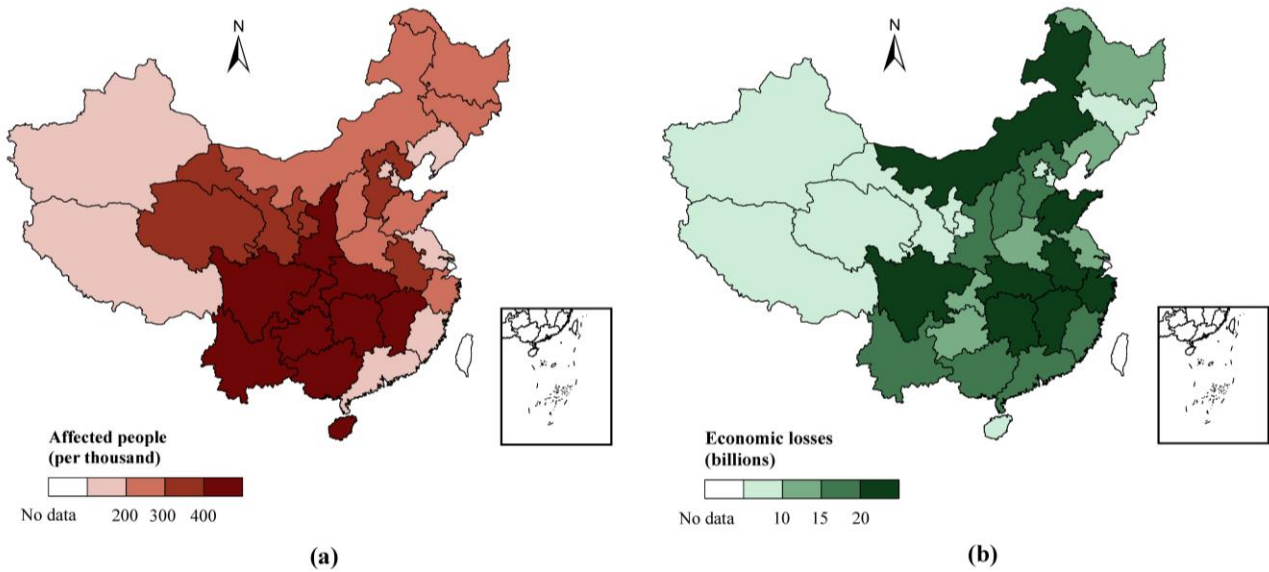 N
Affected people
(per thousand)
No data 200 300 400
(a)
N
Economic losses
(billions)
No data 10 15 20
(b)